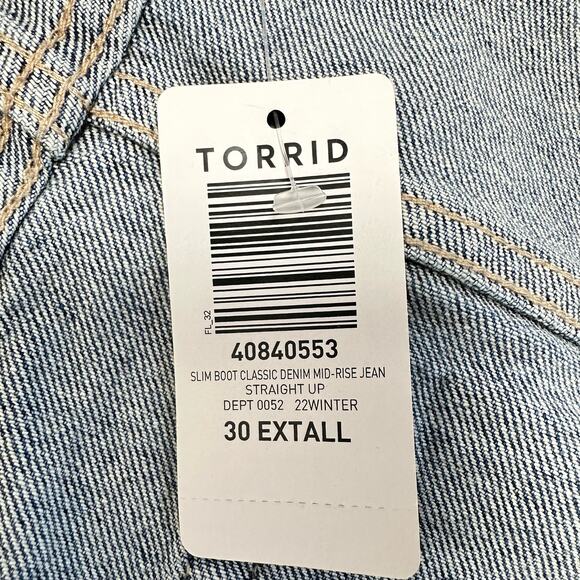 TORRID
FL_32
40840553
SLIM BOOT CLASSIC DENIM MID-RISE JEAN
STRAIGHT UP
DEPT 0052 22WINTER
30 EXTALL